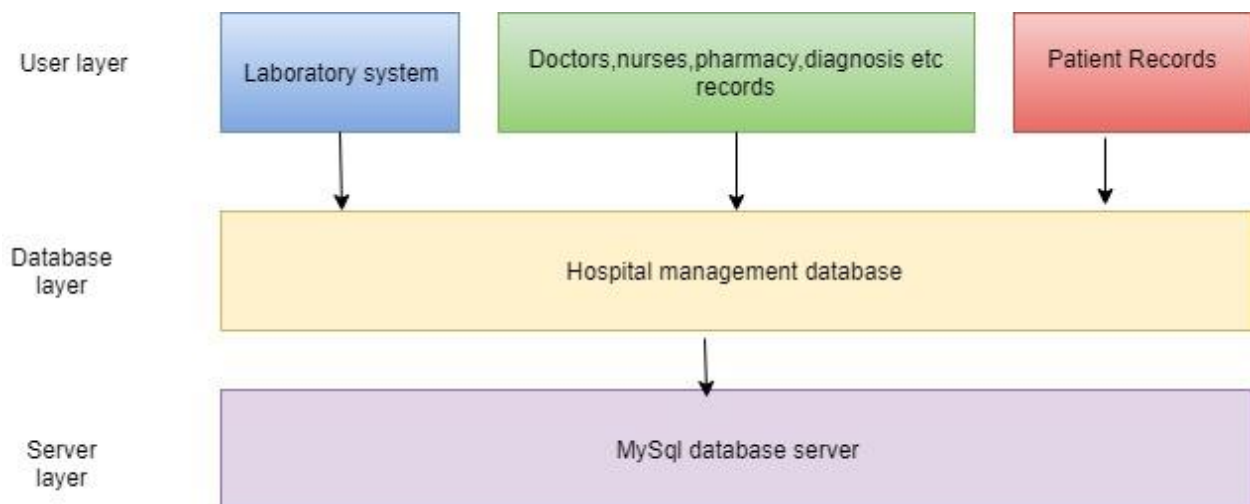 User layer
Laboratory system
Doctors,nurses,pharmacy,diagnosis etc
records
Patient Records
Database
layer
Hospital management database
Server
layer
MySql database server